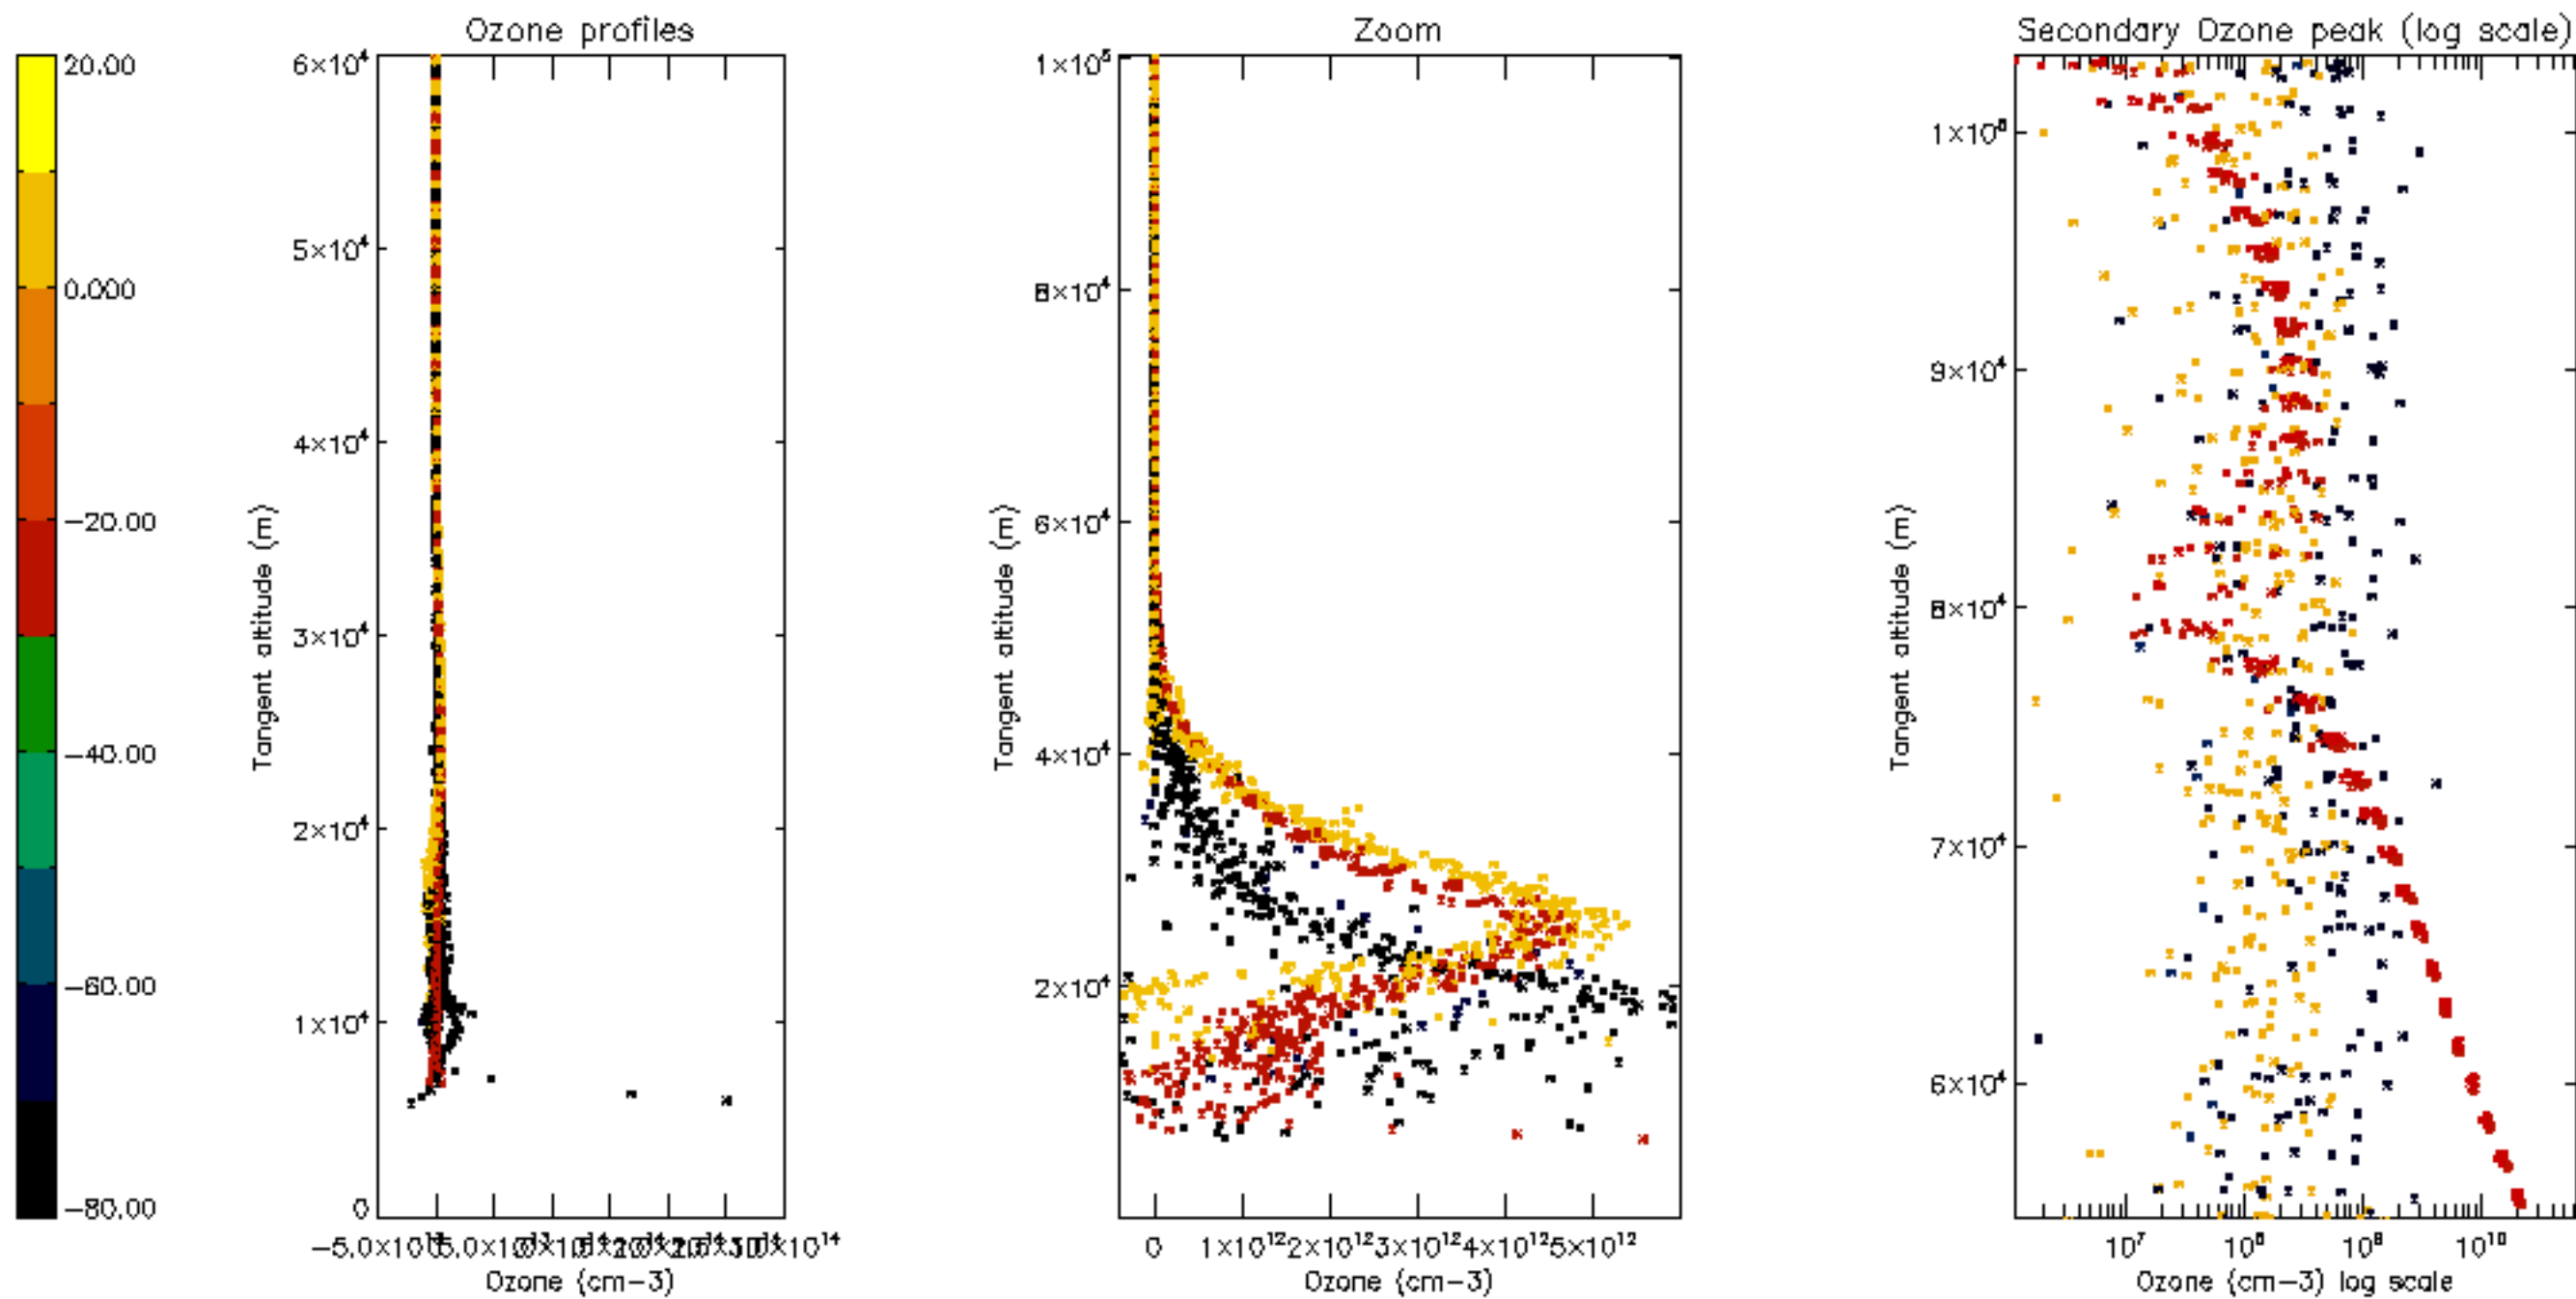 Ozone profiles
Zoom
Secondary Ozone peak (log scale)
20.00
0.000
−20.00
−40.00
−60.00
−80.00
6×10⁴
5×10⁴
4×10⁴
3×10⁴
2×10⁴
1×10⁴
0
Tangent altitude (m)
Ozone (cm−3)
1×10⁵
8×10⁴
6×10⁴
4×10⁴
2×10⁴
Tangent altitude (m)
0 1×10¹² 2×10¹² 3×10¹² 4×10¹² 5×10¹²
Ozone (cm−3)
9×10⁴
8×10⁴
7×10⁴
6×10⁴
Tangent altitude (m)
10⁷ 10⁸ 10⁹ 10¹⁰
Ozone (cm−3) log scale